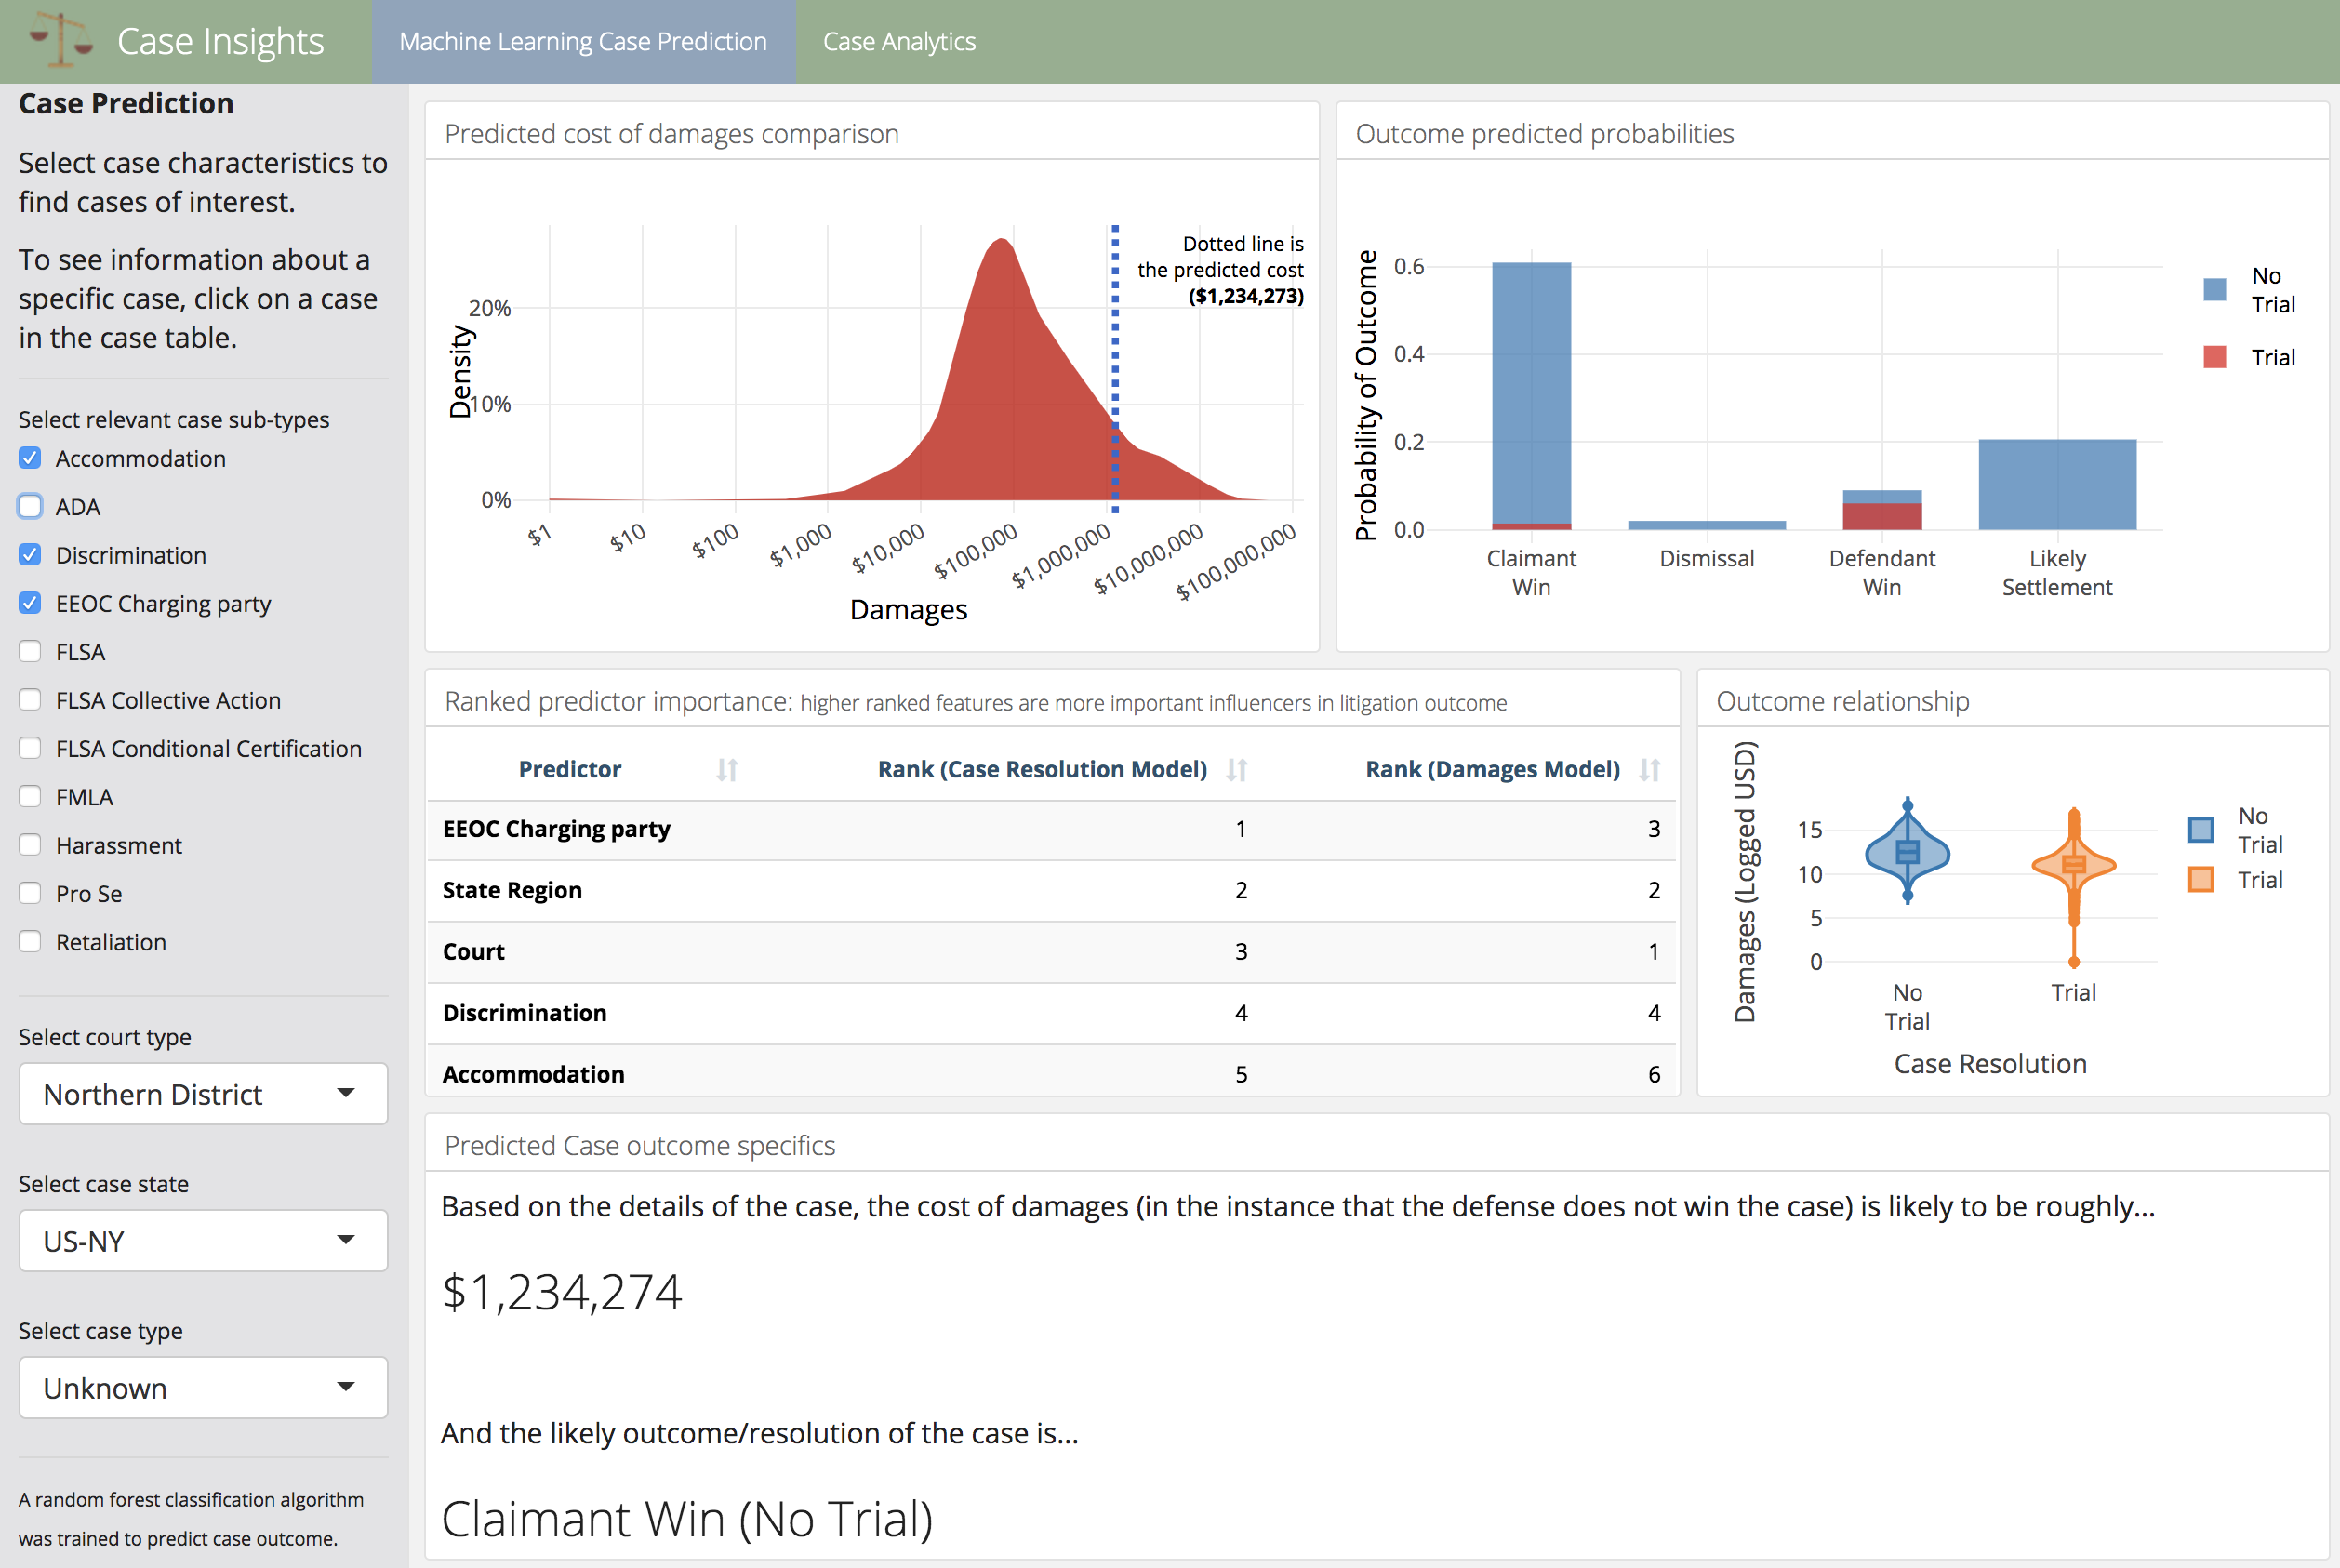 Case Insights
Machine Learning Case Prediction
Case Analytics
Case Prediction
Select case characteristics to
find cases of interest.
To see information about a
specific case, click on a case
in the case table.
Select relevant case sub-types
Accommodation
ADA
Discrimination
EEOC Charging party
FLSA
FLSA Collective Action
FLSA Conditional Certification
FMLA
Harassment
Pro Se
Retaliation
Select court type
Northern District
Select case state
US-NY
Select case type
Unknown
A random forest classification algorithm
was trained to predict case outcome.
Predicted cost of damages comparison
Dotted line is
the predicted cost
($1,234,273)
Density
20%
10%
0%
$1
$10
$100
$1,000
$10,000
$100,000
$1,000,000
$10,000,000
$100,000,000
Damages
Outcome predicted probabilities
Probability of Outcome
0.6
0.4
0.2
0.0
Claimant
Win
Dismissal
Defendant
Win
Likely
Settlement
No
Trial
Trial
Ranked predictor importance: higher ranked features are more important influencers in litigation outcome
Predictor Rank (Case Resolution Model) Rank (Damages Model)
EEOC Charging party 1 3
State Region 2 2
Court 3 1
Discrimination 4 4
Accommodation 5 6
Outcome relationship
Damages (Logged USD)
15
10
5
0
No
Trial
Trial
Case Resolution
No
Trial
Trial
Predicted Case outcome specifics
Based on the details of the case, the cost of damages (in the instance that the defense does not win the case) is likely to be roughly...
$1,234,274
And the likely outcome/resolution of the case is...
Claimant Win (No Trial)